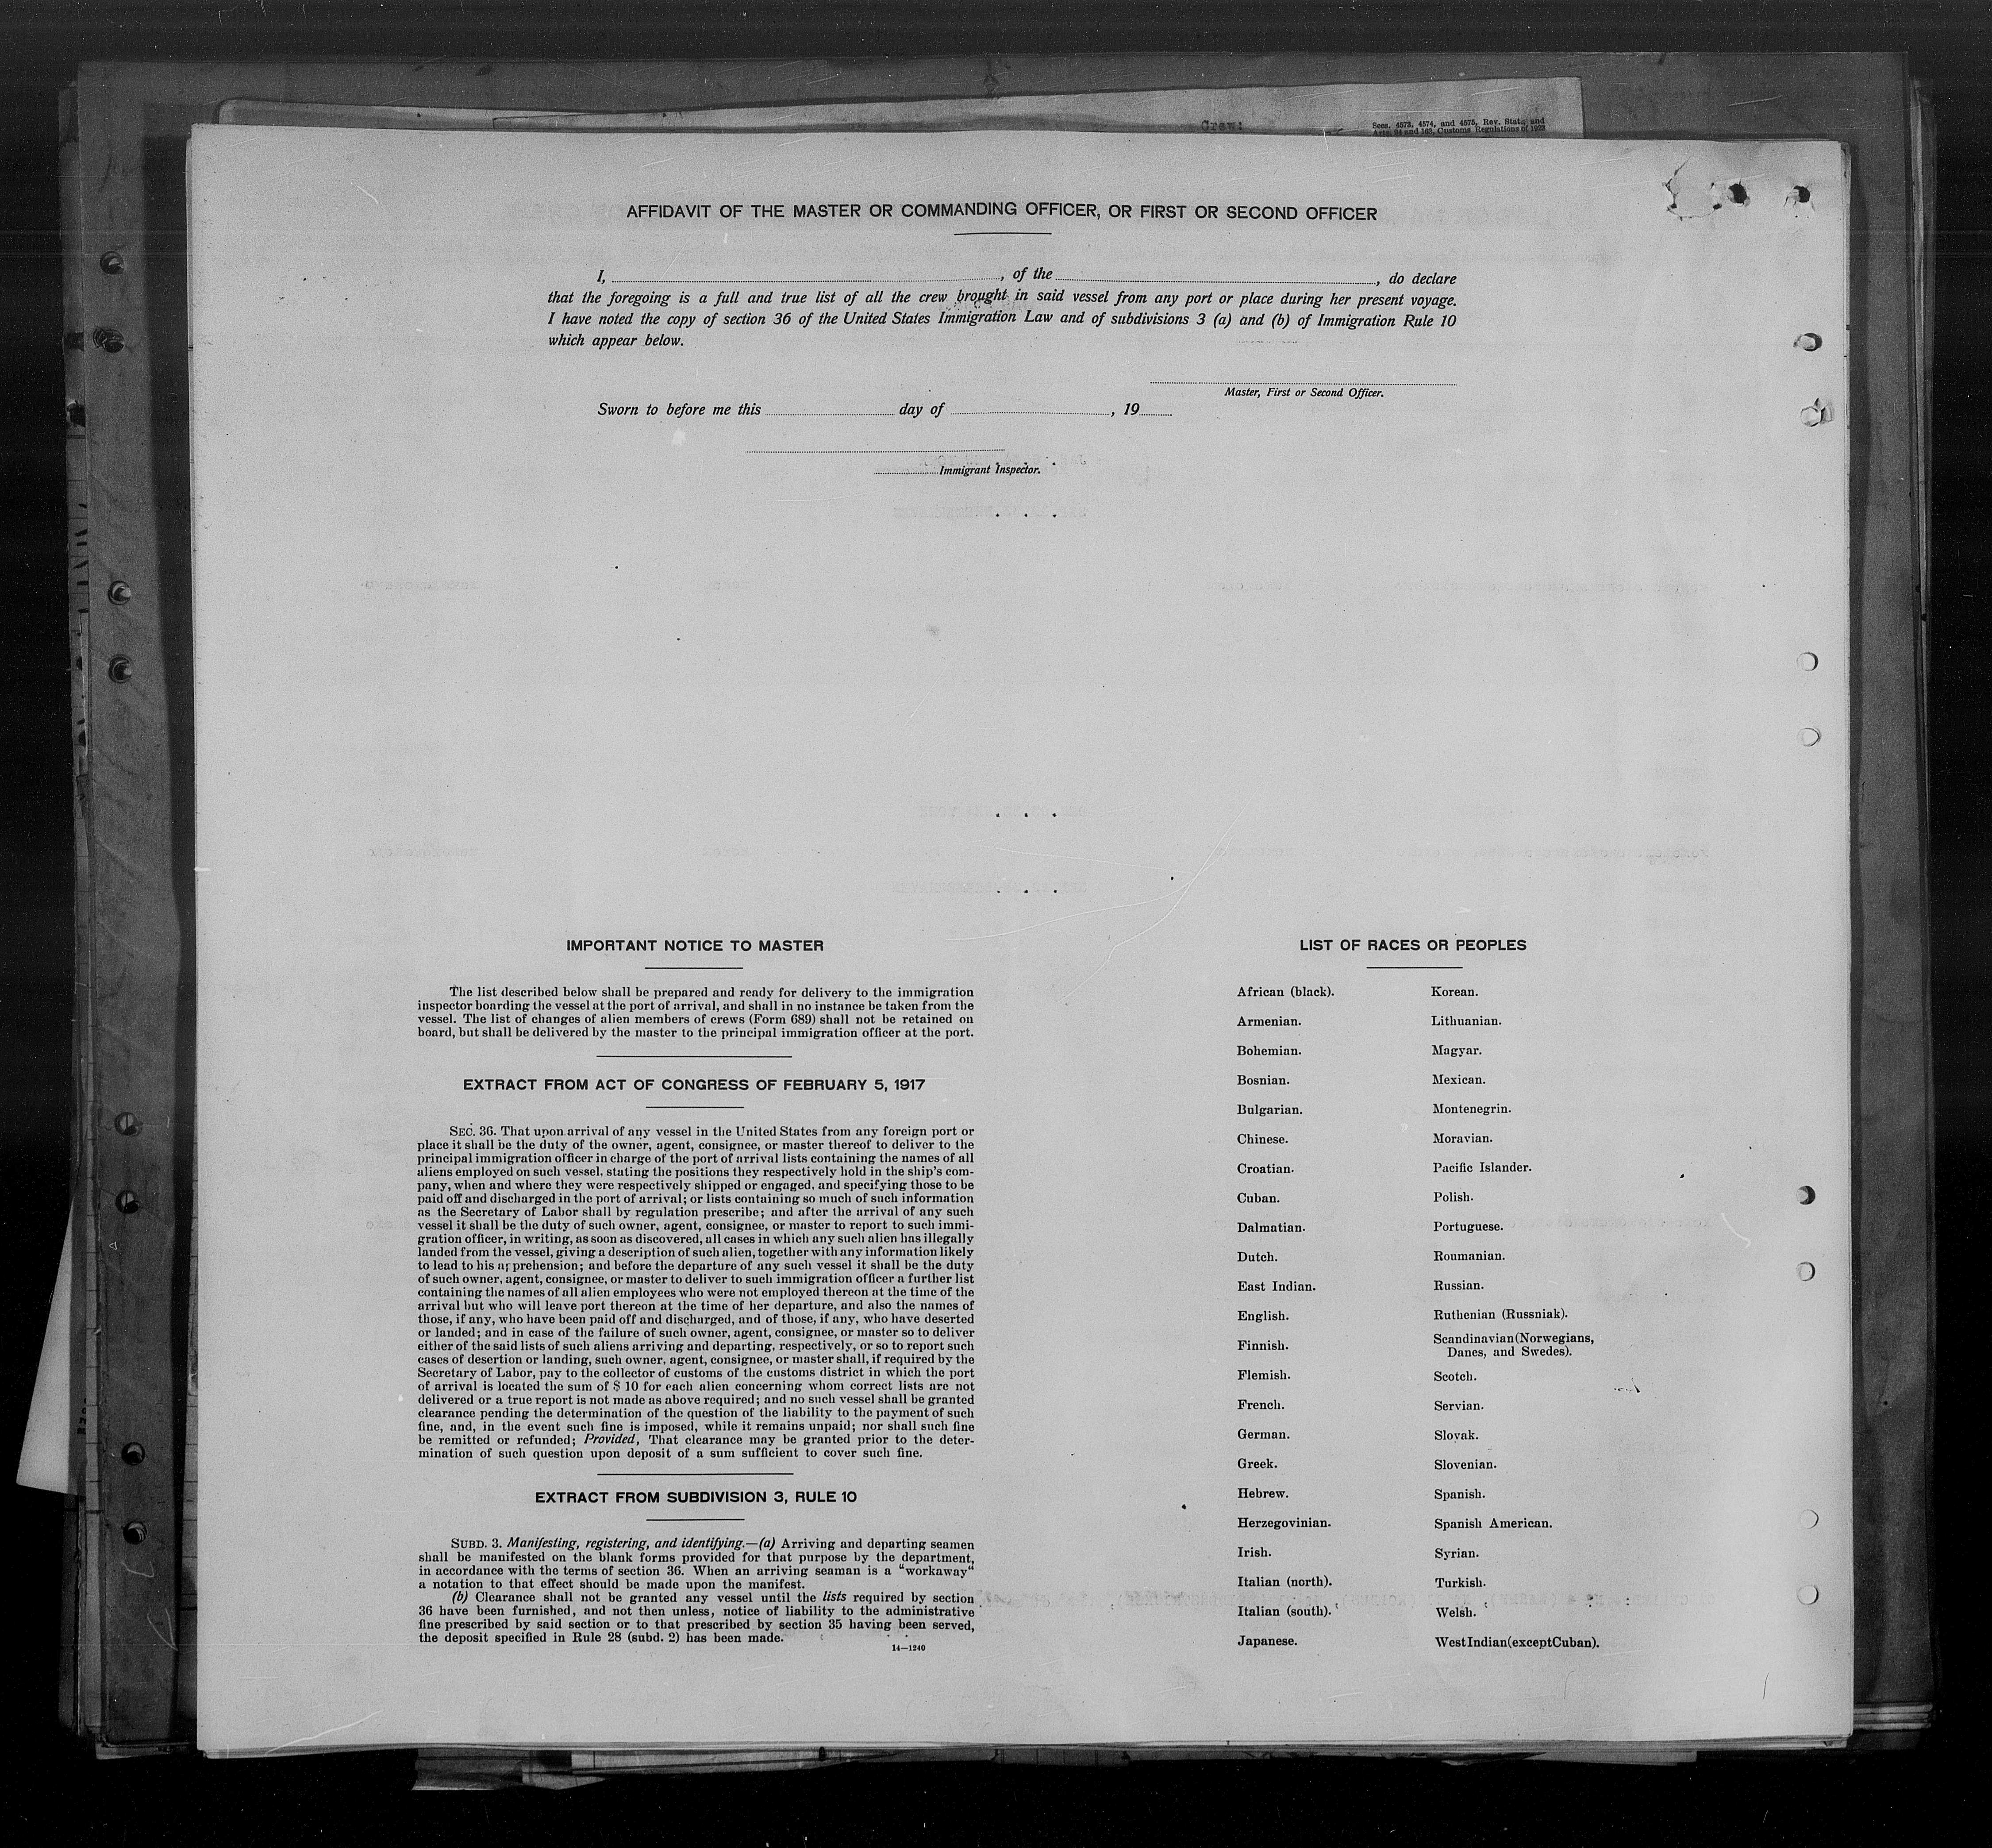 Crew:
Secs. 4573, 4574, and 4575, Rev. Stat. and
Arts. 94 and 163, Customs Regulations of 1923
AFFIDAVIT OF THE MASTER OR COMMANDING OFFICER, OR FIRST OR SECOND OFFICER
I, , of the , do declare
that the foregoing is a full and true list of all the crew brought in said vessel from any port or place during her present voyage.
I have noted the copy of section 36 of the United States Immigration Law and of subdivisions 3 (a) and (b) of Immigration Rule 10
which appear below.
Master, First or Second Officer.
Sworn to before me this day of , 19
Immigrant Inspector.
IMPORTANT NOTICE TO MASTER
The list described below shall be prepared and ready for delivery to the immigration
inspector boarding the vessel at the port of arrival, and shall in no instance be taken from the
vessel. The list of changes of alien members of crews (Form 689) shall not be retained on
board, but shall be delivered by the master to the principal immigration officer at the port.
EXTRACT FROM ACT OF CONGRESS OF FEBRUARY 5, 1917
SEC. 36. That upon arrival of any vessel in the United States from any foreign port or
place it shall be the duty of the owner, agent, consignee, or master thereof to deliver to the
principal immigration officer in charge of the port of arrival lists containing the names of all
aliens employed on such vessel, stating the positions they respectively hold in the ship's com-
pany, when and where they were respectively shipped or engaged, and specifying those to be
paid off and discharged in the port of arrival; or lists containing so much of such information
as the Secretary of Labor shall by regulation prescribe; and after the arrival of any such
vessel it shall be the duty of such owner, agent, consignee, or master to report to such immi-
gration officer, in writing, as soon as discovered, all cases in which any such alien has illegally
landed from the vessel, giving a description of such alien, together with any information likely
to lead to his apprehension; and before the departure of any such vessel it shall be the duty
of such owner, agent, consignee, or master to deliver to such immigration officer a further list
containing the names of all alien employees who were not employed thereon at the time of the
arrival but who will leave port thereon at the time of her departure, and also the names of
those, if any, who have been paid off and discharged, and of those, if any, who have deserted
or landed; and in case of the failure of such owner, agent, consignee, or master so to deliver
either of the said lists of such aliens arriving and departing, respectively, or so to report such
cases of desertion or landing, such owner, agent, consignee, or master shall, if required by the
Secretary of Labor, pay to the collector of customs of the customs district in which the port
of arrival is located the sum of $ 10 for each alien concerning whom correct lists are not
delivered or a true report is not made as above required; and no such vessel shall be granted
clearance pending the determination of the question of the liability to the payment of such
fine, and, in the event such fine is imposed, while it remains unpaid; nor shall such fine
be remitted or refunded; Provided, That clearance may be granted prior to the deter-
mination of such question upon deposit of a sum sufficient to cover such fine.
EXTRACT FROM SUBDIVISION 3, RULE 10
SUBD. 3. Manifesting, registering, and identifying.—(a) Arriving and departing seamen
shall be manifested on the blank forms provided for that purpose by the department,
in accordance with the terms of section 36. When an arriving seaman is a “workaway“
a notation to that effect should be made upon the manifest.
(b) Clearance shall not be granted any vessel until the lists required by section
36 have been furnished, and not then unless, notice of liability to the administrative
fine prescribed by said section or to that prescribed by section 35 having been served,
the deposit specified in Rule 28 (subd. 2) has been made.
14—1240
LIST OF RACES OR PEOPLES
African (black).
Armenian.
Bohemian.
Bosnian.
Bulgarian.
Chinese.
Croatian.
Cuban.
Dalmatian.
Dutch.
East Indian.
English.
Finnish.
Flemish.
French.
German.
Greek.
Hebrew.
Herzegovinian.
Irish.
Italian (north).
Italian (south).
Japanese.
Korean.
Lithuanian.
Magyar.
Mexican.
Montenegrin.
Moravian.
Pacific Islander.
Polish.
Portuguese.
Roumanian.
Russian.
Ruthenian (Russniak).
Scandinavian (Norwegians,
Danes, and Swedes).
Scotch.
Servian.
Slovak.
Slovenian.
Spanish.
Spanish American.
Syrian.
Turkish.
Welsh.
West Indian (except Cuban).